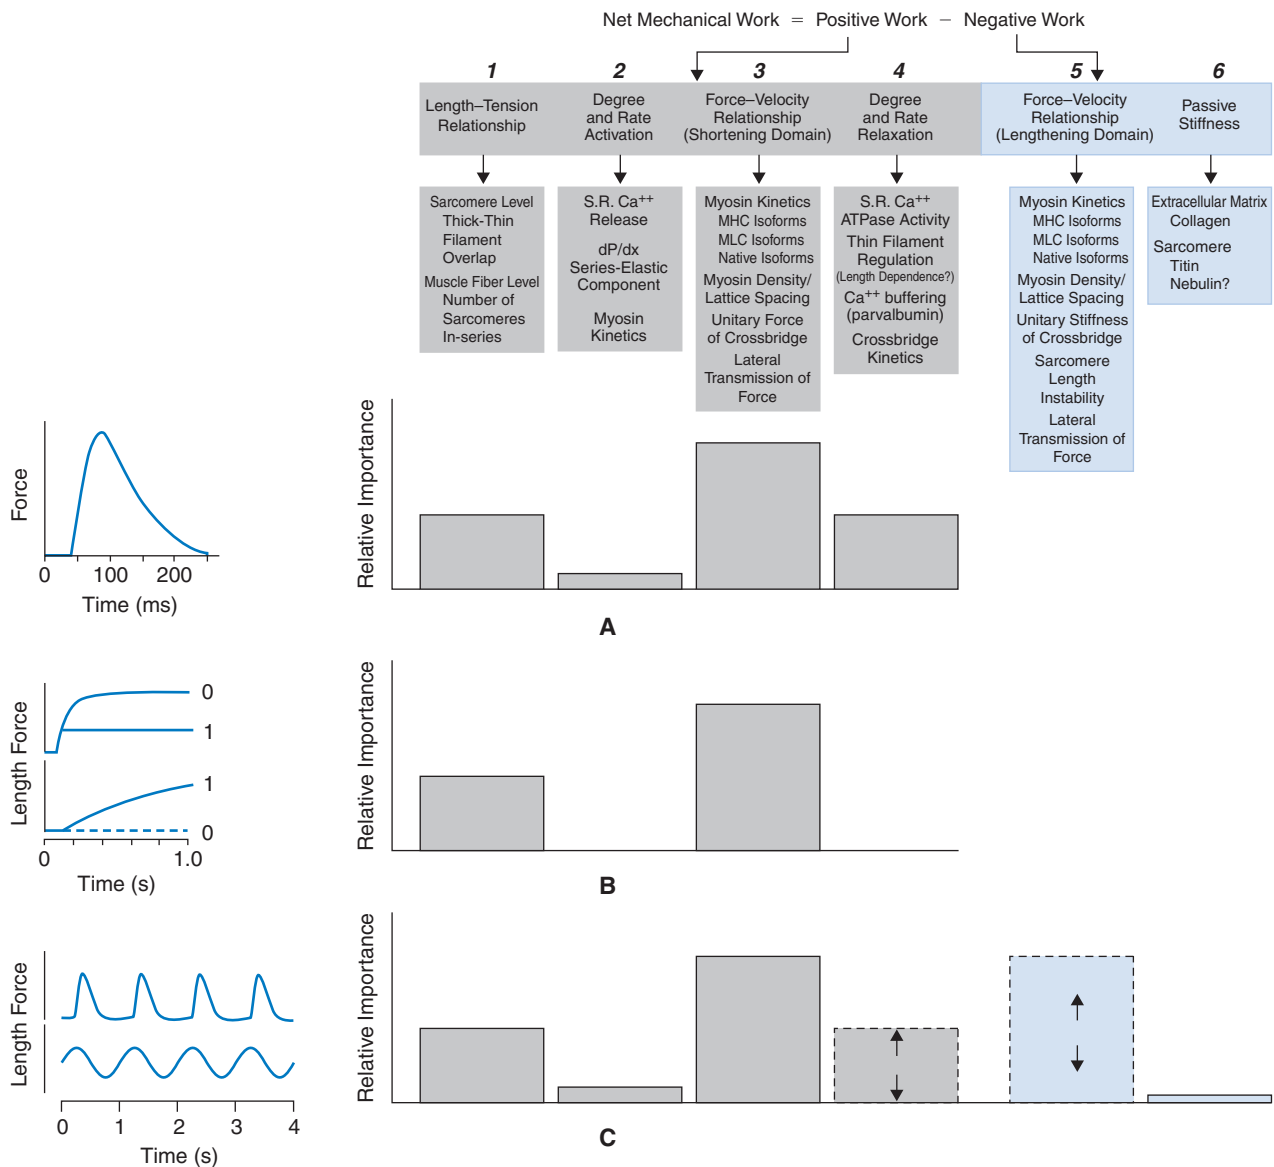 Net Mechanical Work = Positive Work − Negative Work
1 2 3 4 5 6
Length–Tension
Relationship
Degree
and Rate
Activation
Force–Velocity
Relationship
(Shortening Domain)
Degree
and Rate
Relaxation
Force–Velocity
Relationship
(Lengthening Domain)
Passive
Stiffness
Sarcomere Level
Thick-Thin
Filament
Overlap
Muscle Fiber Level
Number of
Sarcomeres
In-series
S.R. Ca++
Release
dP/dx
Series-Elastic
Component
Myosin
Kinetics
Myosin Kinetics
MHC Isoforms
MLC Isoforms
Native Isoforms
Myosin Density/
Lattice Spacing
Unitary Force
of Crossbridge
Lateral
Transmission of
Force
S.R. Ca++
ATPase Activity
Thin Filament
Regulation
(Length Dependence?)
Ca++ buffering
(parvalbumin)
Crossbridge
Kinetics
Myosin Kinetics
MHC Isoforms
MLC Isoforms
Native Isoforms
Myosin Density/
Lattice Spacing
Unitary Stiffness
of Crossbridge
Sarcomere
Length
Instability
Lateral
Transmission of
Force
Extracellular Matrix
Collagen
Sarcomere
Titin
Nebulin?
Force
0 100 200
Time (ms)
Relative Importance
A
Length Force
0
1
1
0
0 1.0
Time (s)
Relative Importance
B
Length Force
0 1 2 3 4
Time (s)
Relative Importance
C